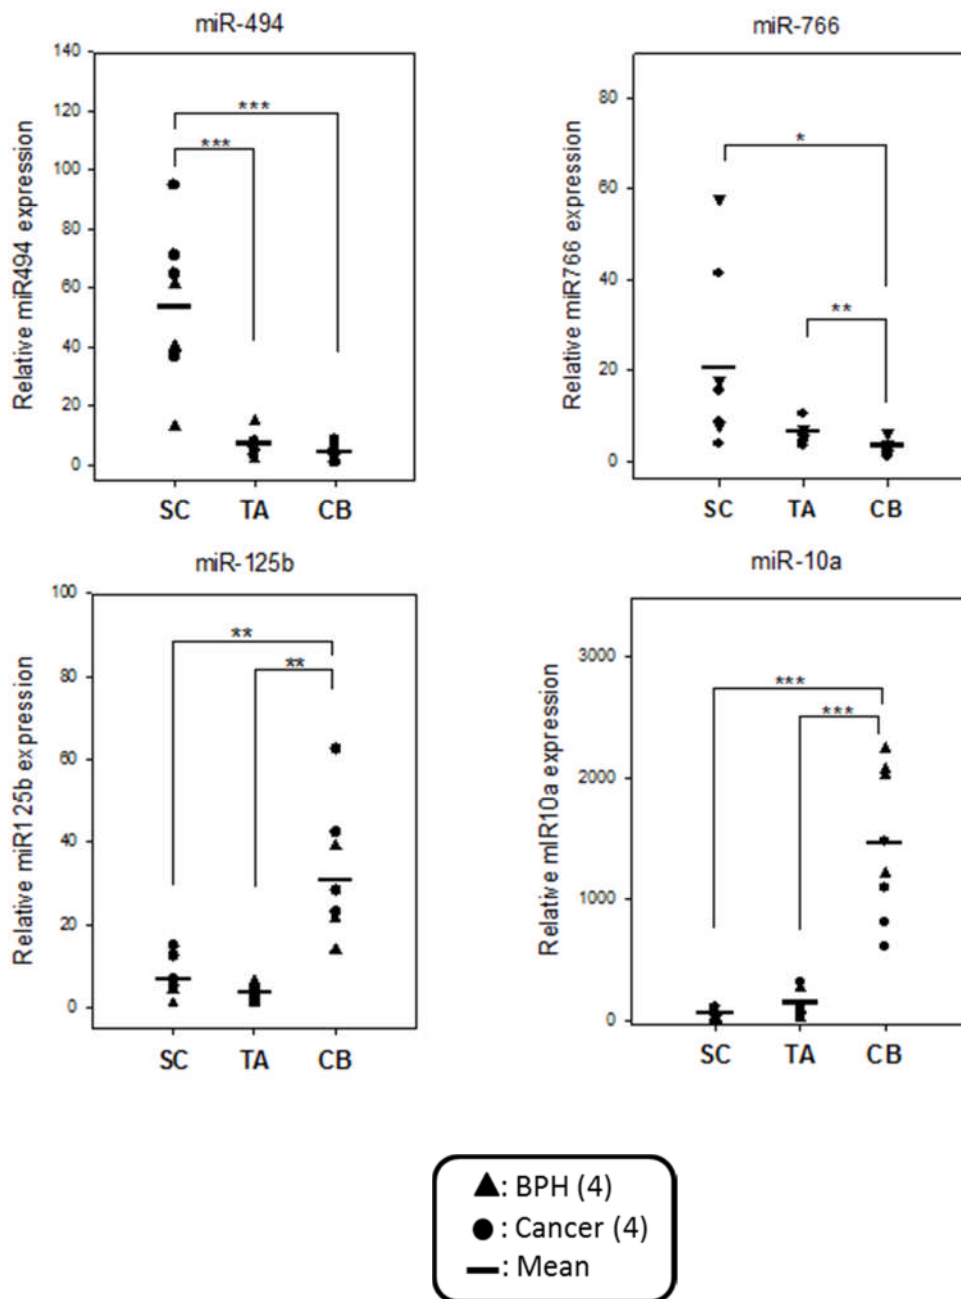 miR-494
Relative miR494 expression
140
120
100
80
60
40
20
0
***
***
SC TA CB
miR-766
Relative miR766 expression
80
60
40
20
0
*
**
SC TA CB
miR-125b
Relative miR125b expression
100
80
60
40
20
0
**
**
SC TA CB
miR-10a
Relative mIR10a expression
3000
2000
1000
0
***
***
SC TA CB
▲: BPH (4)
●: Cancer (4)
—: Mean